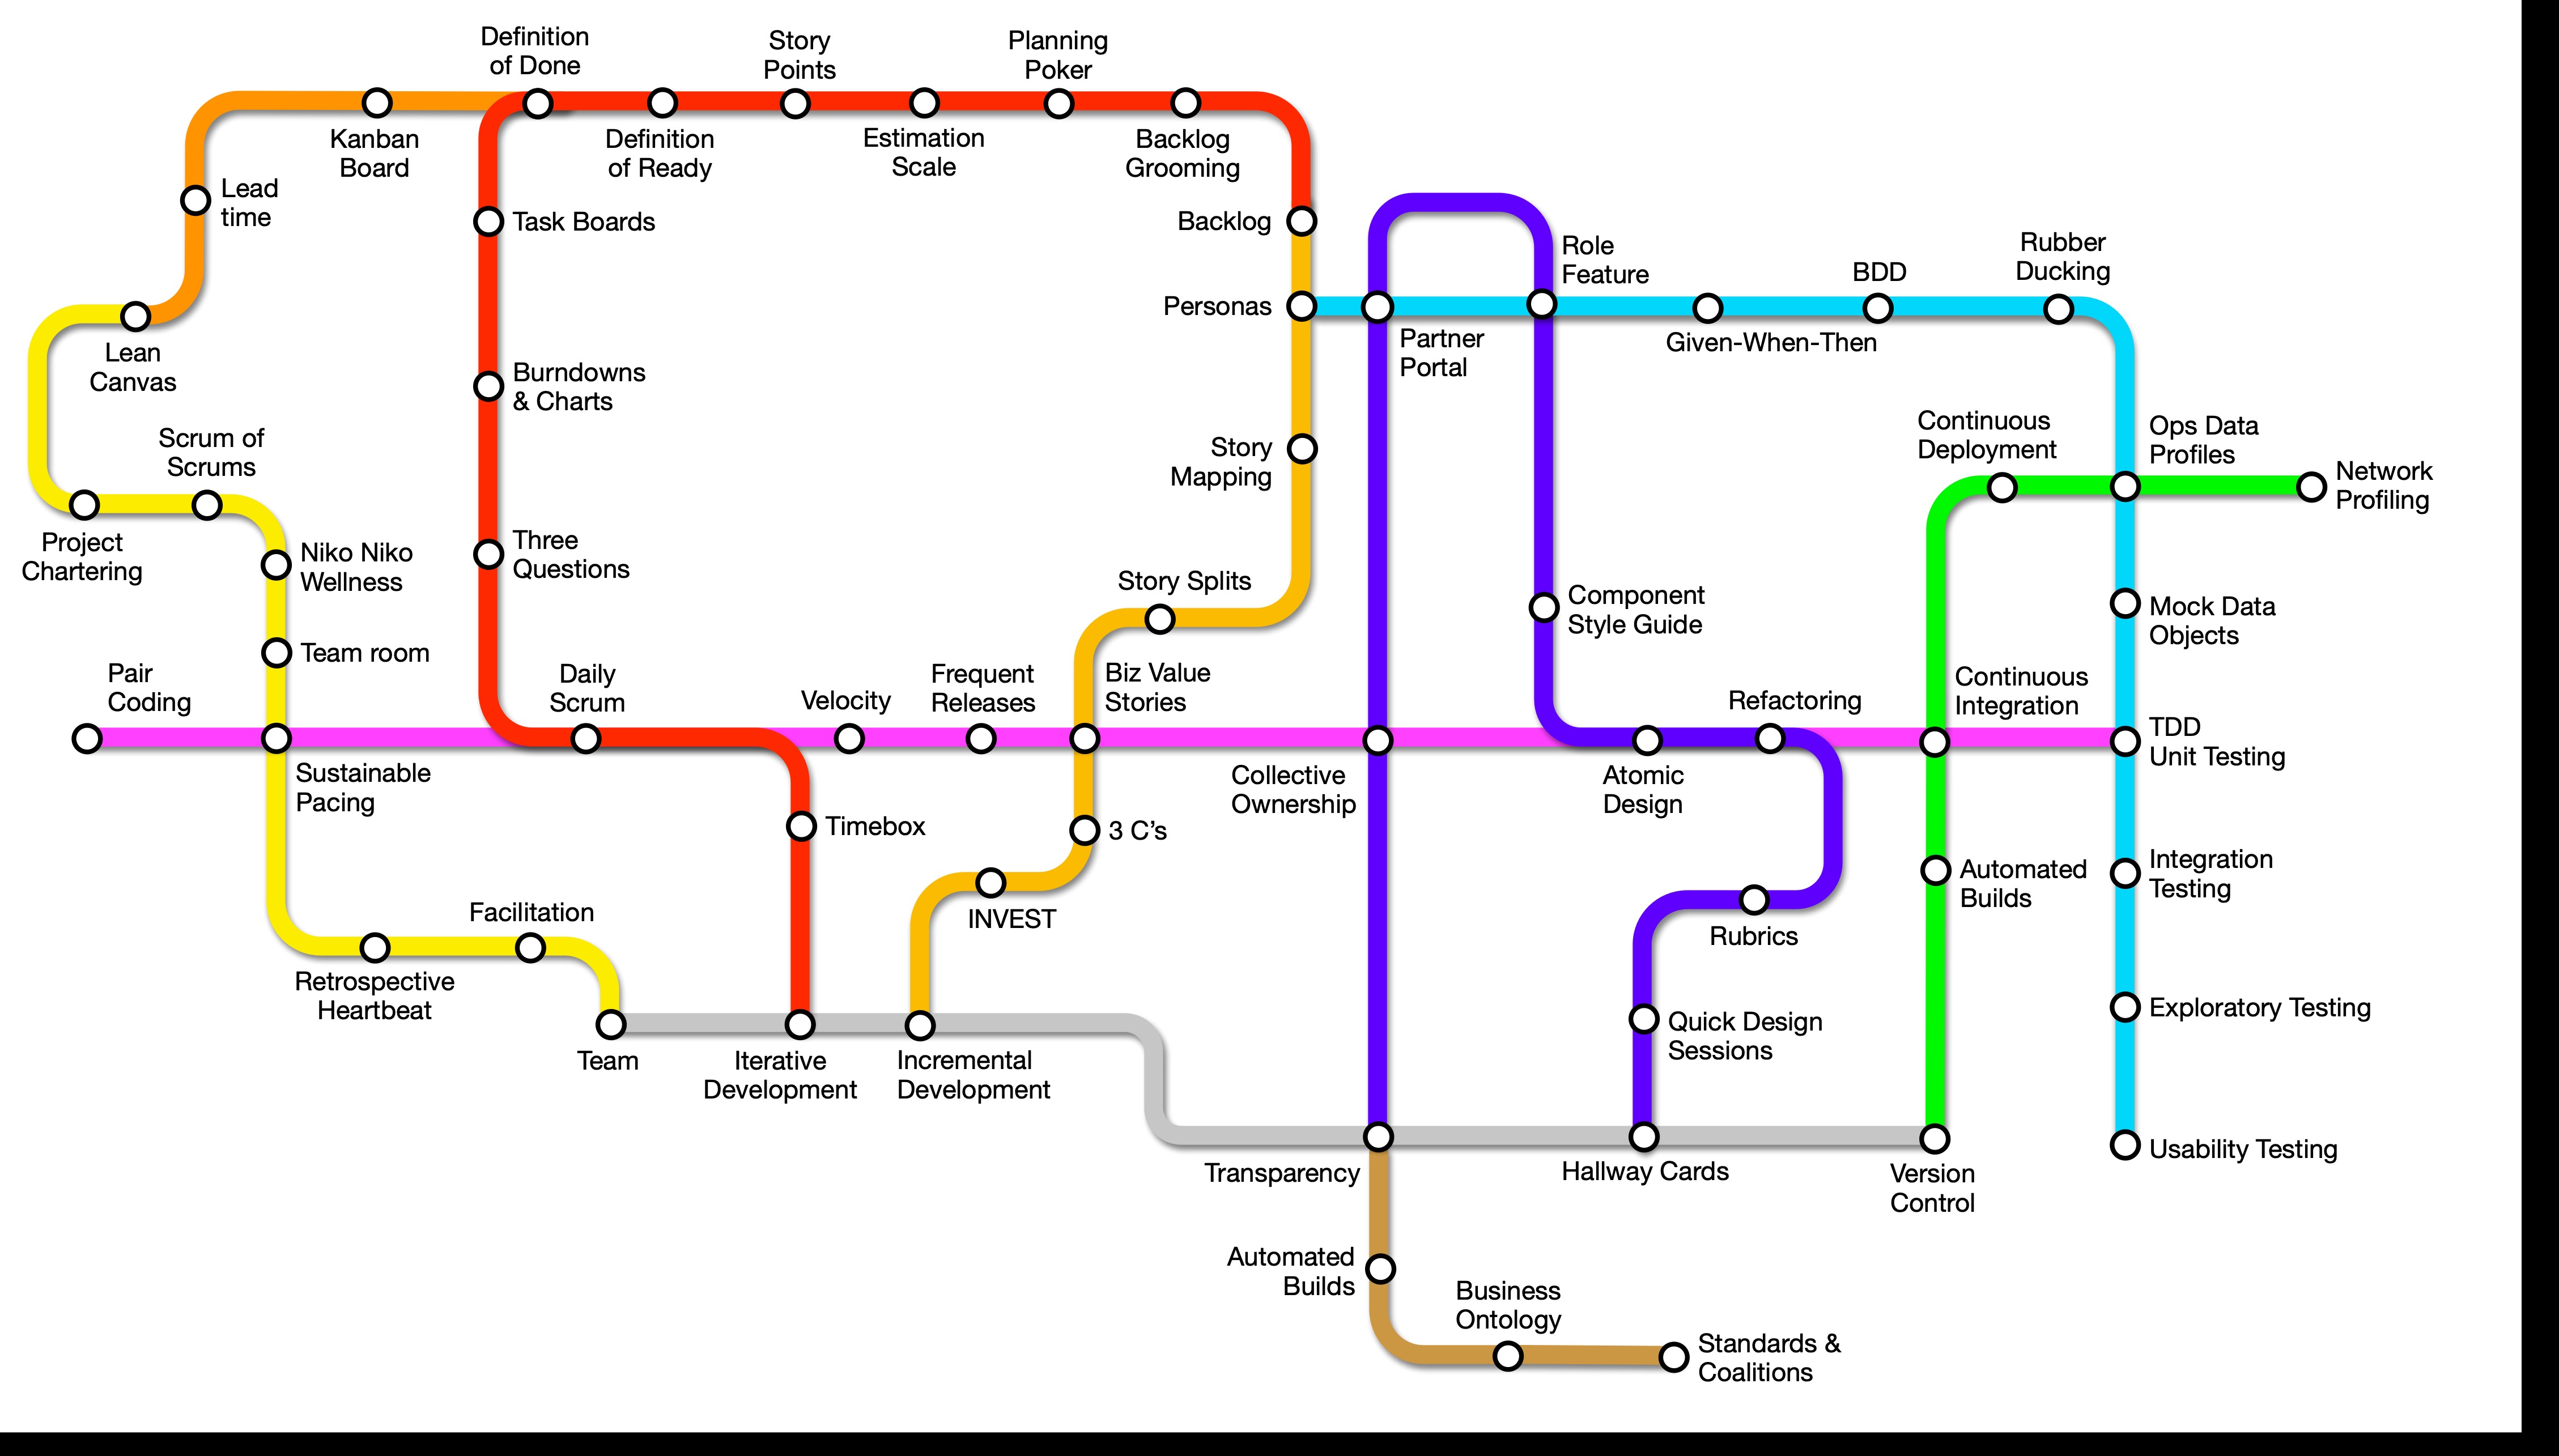 Definition
of Done
Story
Points
Planning
Poker
Kanban
Board
Definition
of Ready
Estimation
Scale
Backlog
Grooming
Lead
time
Task Boards
Backlog
Role
Feature
BDD
Rubber
Ducking
Personas
Partner
Portal
Given-When-Then
Lean
Canvas
Burndowns
& Charts
Scrum of
Scrums
Story
Mapping
Continuous
Deployment
Ops Data
Profiles
Network
Profiling
Project
Chartering
Niko Niko
Wellness
Three
Questions
Story Splits
Component
Style Guide
Mock Data
Objects
Team room
Pair
Coding
Daily
Scrum
Velocity
Frequent
Releases
Biz Value
Stories
Refactoring
Continuous
Integration
TDD
Unit Testing
Sustainable
Pacing
Collective
Ownership
Atomic
Design
Timebox
3 C’s
Automated
Builds
Integration
Testing
Facilitation
INVEST
Rubrics
Retrospective
Heartbeat
Quick Design
Sessions
Exploratory Testing
Team
Iterative
Development
Incremental
Development
Transparency
Hallway Cards
Version
Control
Usability Testing
Automated
Builds
Business
Ontology
Standards &
Coalitions